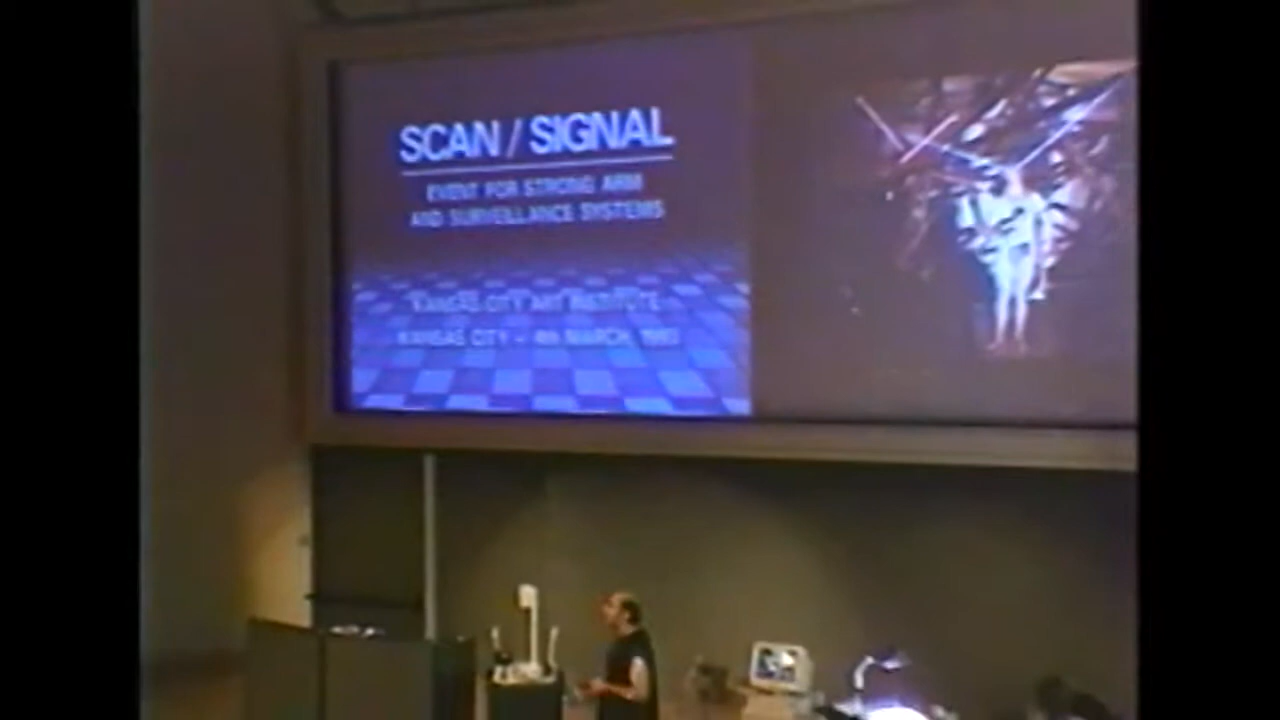 SCAN / SIGNAL
EVENT FOR STRONG ARM
AND SURVEILLANCE SYSTEMS
KANSAS CITY ART INSTITUTE
KANSAS CITY - 4th MARCH,